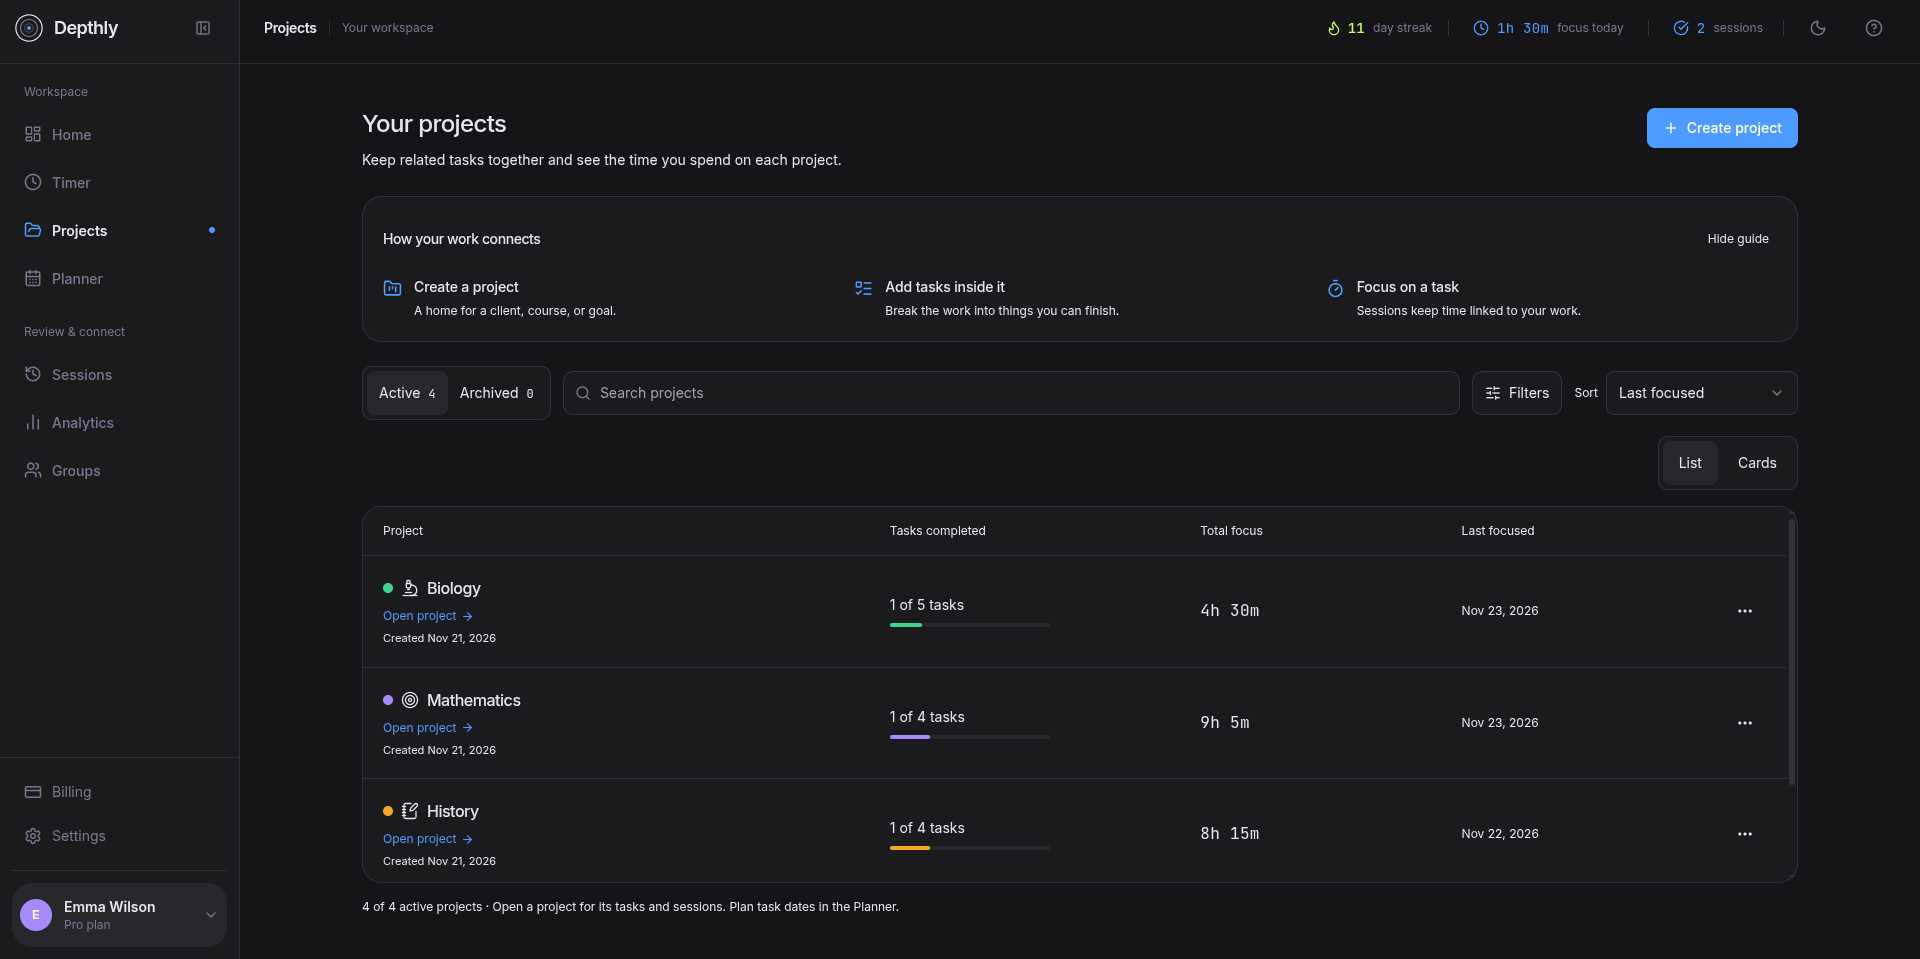 Depthly
Projects
Your workspace
11 day streak
1h 30m focus today
2 sessions
Workspace
Home
Timer
Projects
Planner
Review & connect
Sessions
Analytics
Groups
Billing
Settings
E
Emma Wilson
Pro plan
Your projects
Keep related tasks together and see the time you spend on each project.
Create project
How your work connects
Hide guide
Create a project
A home for a client, course, or goal.
Add tasks inside it
Break the work into things you can finish.
Focus on a task
Sessions keep time linked to your work.
Active 4
Archived 0
Search projects
Filters
Sort
Last focused
List
Cards
Project
Tasks completed
Total focus
Last focused
Biology
Open project →
Created Nov 21, 2026
1 of 5 tasks
4h 30m
Nov 23, 2026
Mathematics
Open project →
Created Nov 21, 2026
1 of 4 tasks
9h 5m
Nov 23, 2026
History
Open project →
Created Nov 21, 2026
1 of 4 tasks
8h 15m
Nov 22, 2026
4 of 4 active projects · Open a project for its tasks and sessions. Plan task dates in the Planner.